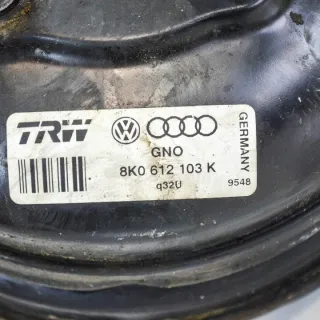 TRW
GNO
8K0 612 103 K
q32U
GERMANY
9548